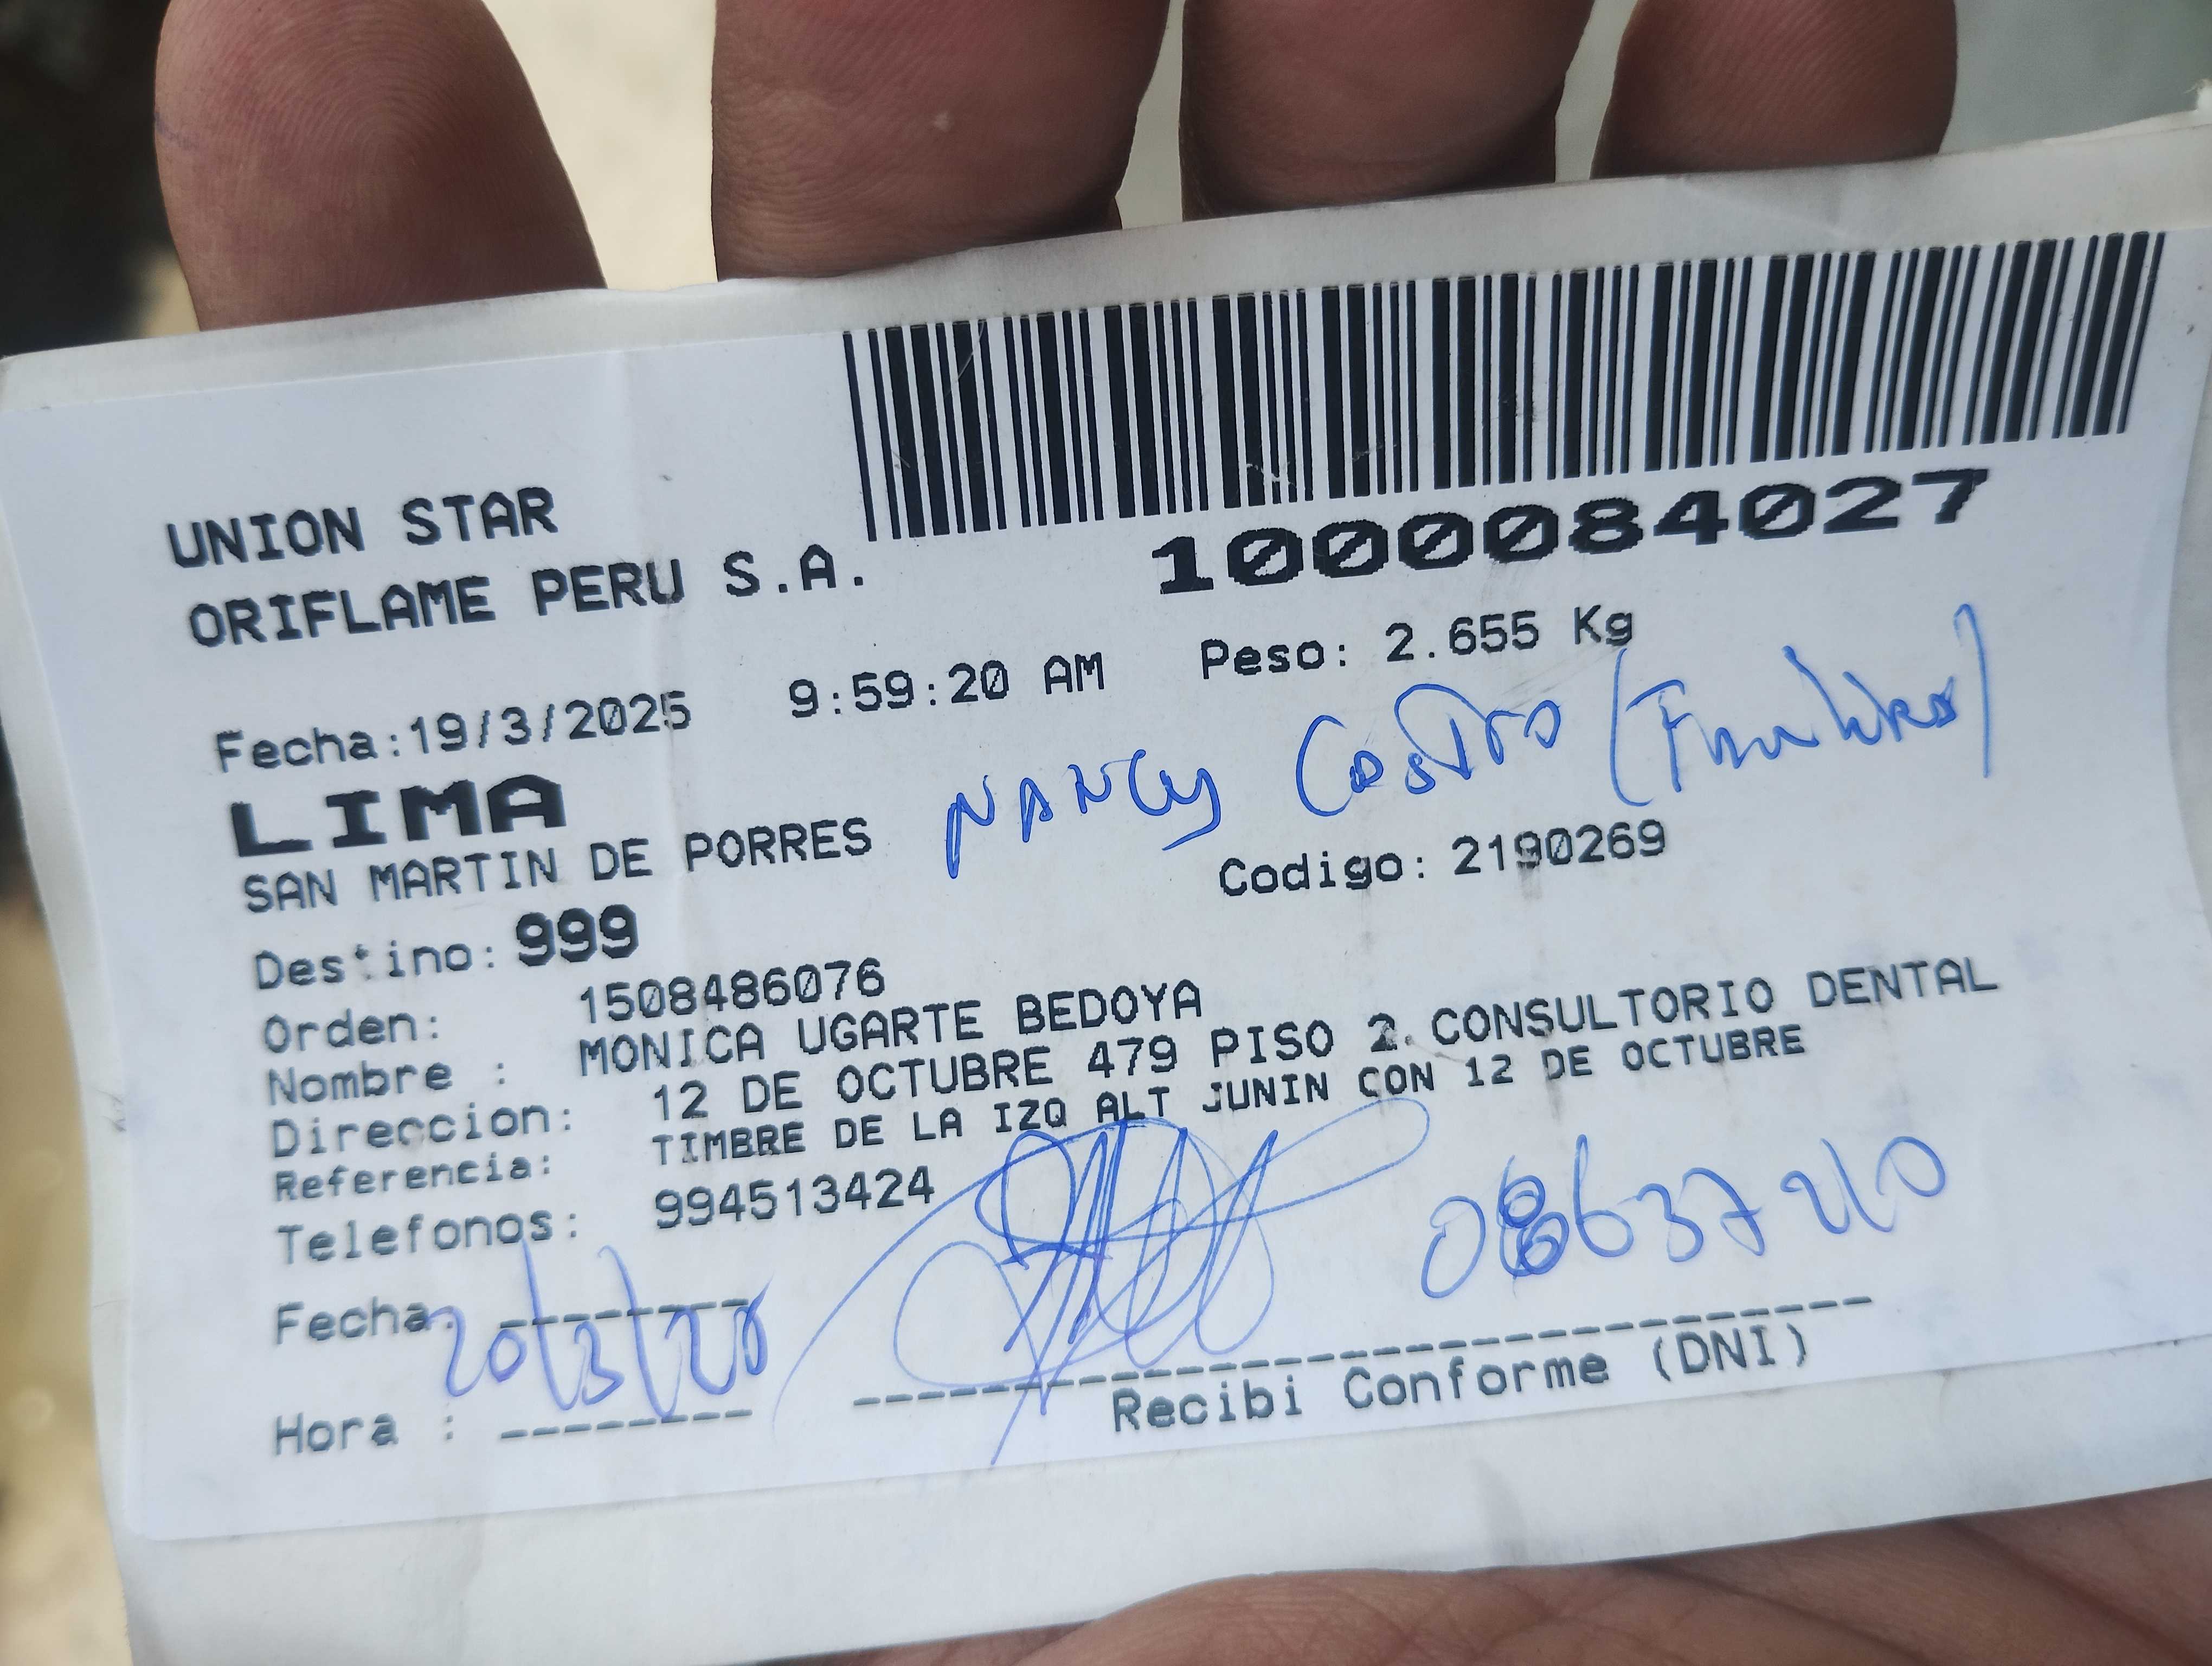 UNION STAR
ORIFLAME PERU S.A.
1000084027
Fecha:19/3/2025 9:59:20 AM Peso: 2.655 Kg
LIMA
NANCy Castro
SAN MARTIN DE PORRES
Codigo: 2190269
Destino: 999
Orden: 1508486076
Nombre : MONICA UGARTE BEDOYA
Direccion: 12 DE OCTUBRE 479 PISO 2. CONSULTORIO DENTAL
Referencia: TIMBRE DE LA IZQ ALT JUNIN CON 12 DE OCTUBRE
Telefonos: 994513424
Fecha: 20/3/25
Hora :
Recibi Conforme (DNI)